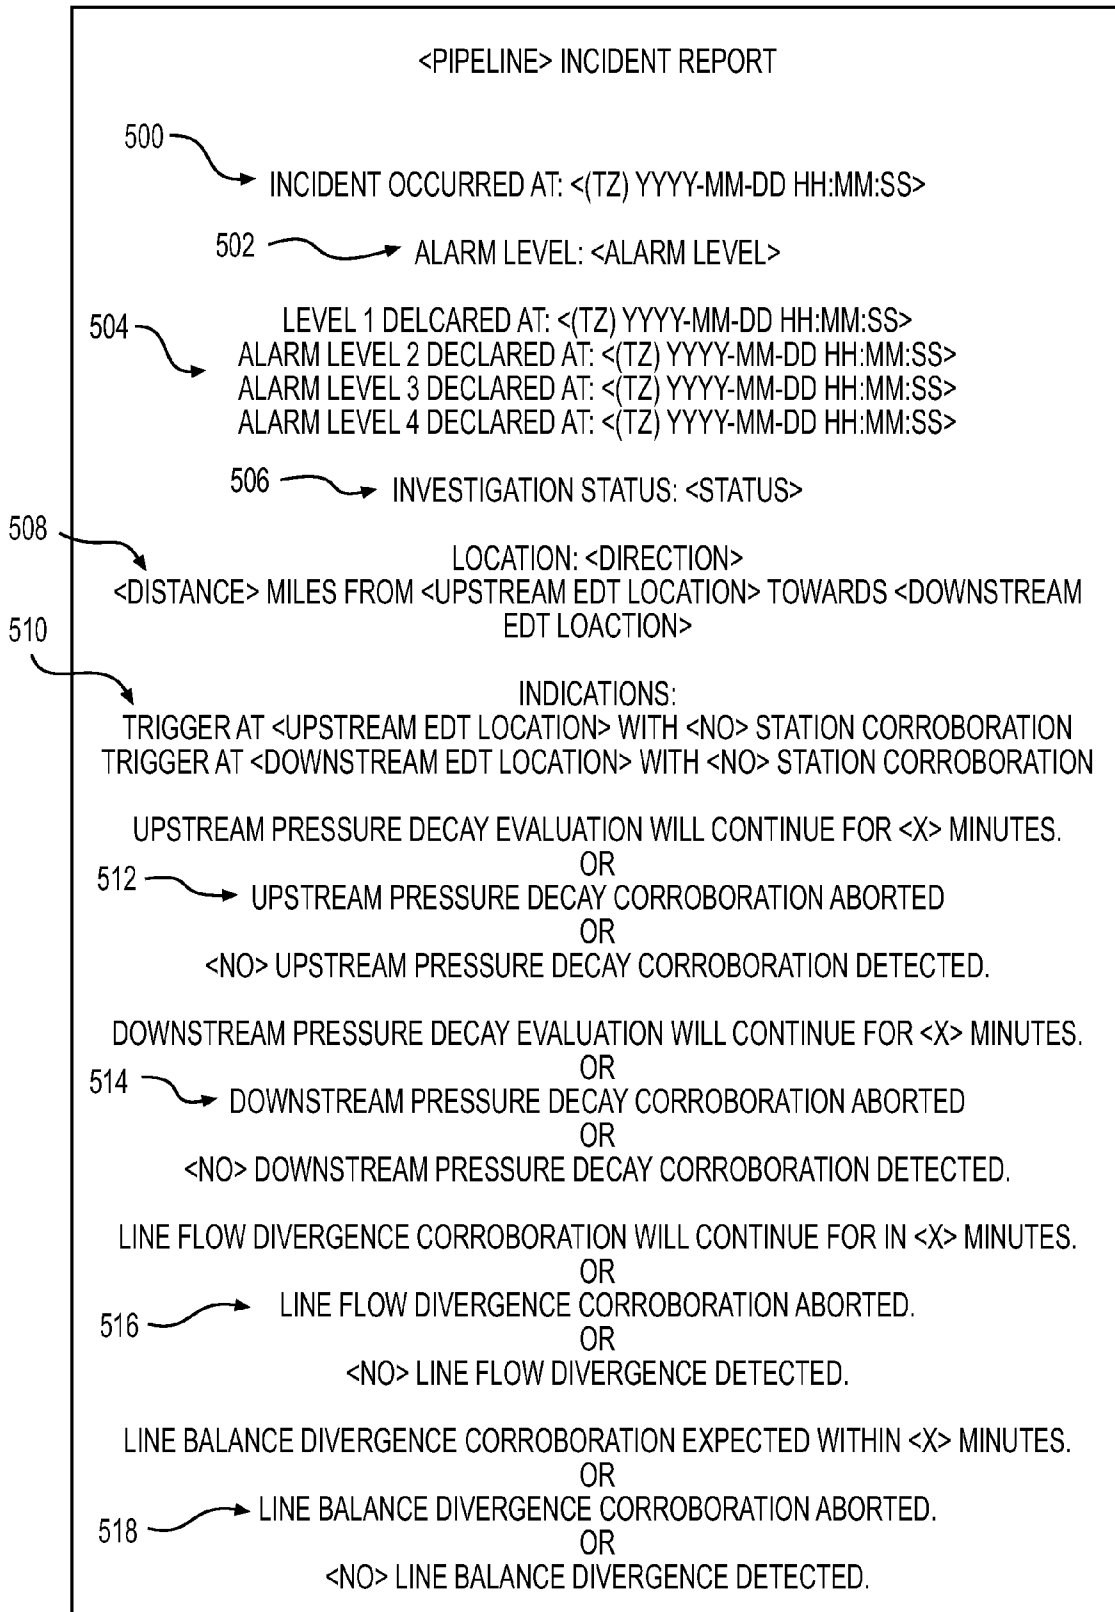 <PIPELINE> INCIDENT REPORT
500
INCIDENT OCCURRED AT: <(TZ) YYYY-MM-DD HH:MM:SS>
502
ALARM LEVEL: <ALARM LEVEL>
504
LEVEL 1 DELCARED AT: <(TZ) YYYY-MM-DD HH:MM:SS>
ALARM LEVEL 2 DECLARED AT: <(TZ) YYYY-MM-DD HH:MM:SS>
ALARM LEVEL 3 DECLARED AT: <(TZ) YYYY-MM-DD HH:MM:SS>
ALARM LEVEL 4 DECLARED AT: <(TZ) YYYY-MM-DD HH:MM:SS>
506
INVESTIGATION STATUS: <STATUS>
508
LOCATION: <DIRECTION>
<DISTANCE> MILES FROM <UPSTREAM EDT LOCATION> TOWARDS <DOWNSTREAM
EDT LOACTION>
510
INDICATIONS:
TRIGGER AT <UPSTREAM EDT LOCATION> WITH <NO> STATION CORROBORATION
TRIGGER AT <DOWNSTREAM EDT LOCATION> WITH <NO> STATION CORROBORATION
UPSTREAM PRESSURE DECAY EVALUATION WILL CONTINUE FOR <X> MINUTES.
OR
512
UPSTREAM PRESSURE DECAY CORROBORATION ABORTED
OR
<NO> UPSTREAM PRESSURE DECAY CORROBORATION DETECTED.
DOWNSTREAM PRESSURE DECAY EVALUATION WILL CONTINUE FOR <X> MINUTES.
OR
514
DOWNSTREAM PRESSURE DECAY CORROBORATION ABORTED
OR
<NO> DOWNSTREAM PRESSURE DECAY CORROBORATION DETECTED.
LINE FLOW DIVERGENCE CORROBORATION WILL CONTINUE FOR IN <X> MINUTES.
OR
516
LINE FLOW DIVERGENCE CORROBORATION ABORTED.
OR
<NO> LINE FLOW DIVERGENCE DETECTED.
LINE BALANCE DIVERGENCE CORROBORATION EXPECTED WITHIN <X> MINUTES.
OR
518
LINE BALANCE DIVERGENCE CORROBORATION ABORTED.
OR
<NO> LINE BALANCE DIVERGENCE DETECTED.